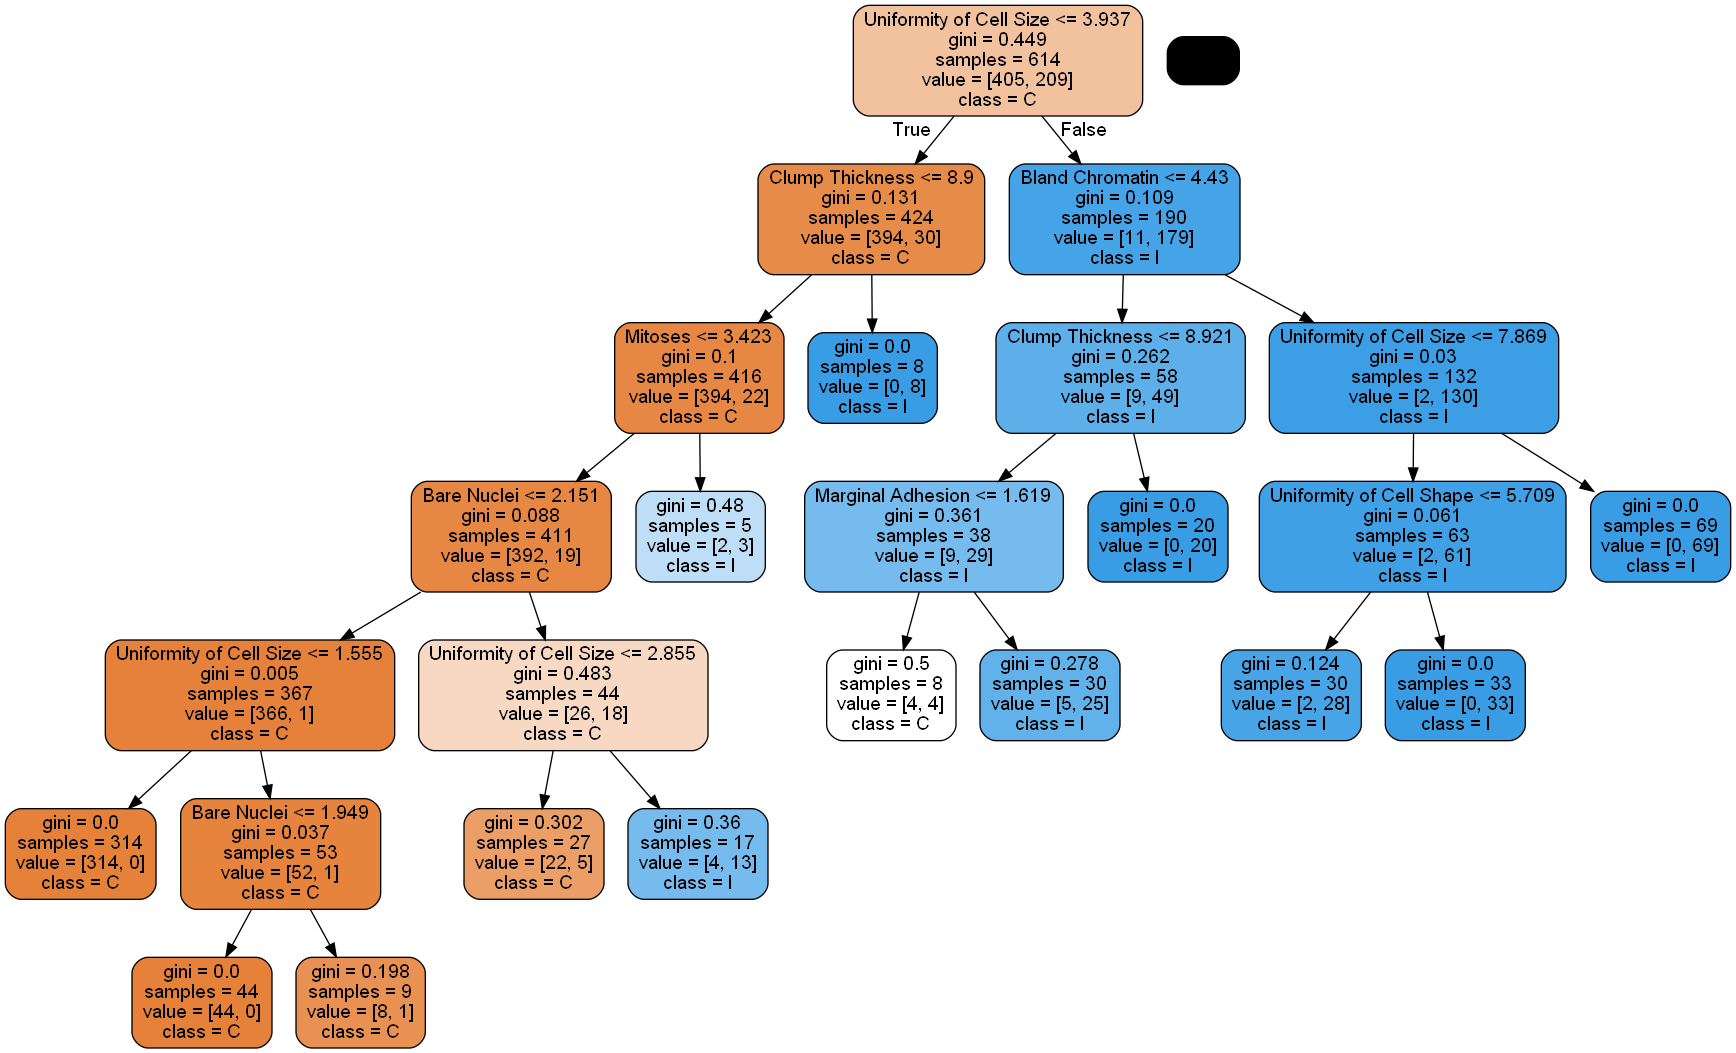 Uniformity of Cell Size <= 3.937
gini = 0.449
samples = 614
value = [405, 209]
class = C
True
False
Clump Thickness <= 8.9
gini = 0.131
samples = 424
value = [394, 30]
class = C
Bland Chromatin <= 4.43
gini = 0.109
samples = 190
value = [11, 179]
class = I
Mitoses <= 3.423
gini = 0.1
samples = 416
value = [394, 22]
class = C
gini = 0.0
samples = 8
value = [0, 8]
class = I
Clump Thickness <= 8.921
gini = 0.262
samples = 58
value = [9, 49]
class = I
Uniformity of Cell Size <= 7.869
gini = 0.03
samples = 132
value = [2, 130]
class = I
Bare Nuclei <= 2.151
gini = 0.088
samples = 411
value = [392, 19]
class = C
gini = 0.48
samples = 5
value = [2, 3]
class = I
Marginal Adhesion <= 1.619
gini = 0.361
samples = 38
value = [9, 29]
class = I
gini = 0.0
samples = 20
value = [0, 20]
class = I
Uniformity of Cell Shape <= 5.709
gini = 0.061
samples = 63
value = [2, 61]
class = I
gini = 0.0
samples = 69
value = [0, 69]
class = I
Uniformity of Cell Size <= 1.555
gini = 0.005
samples = 367
value = [366, 1]
class = C
Uniformity of Cell Size <= 2.855
gini = 0.483
samples = 44
value = [26, 18]
class = C
gini = 0.5
samples = 8
value = [4, 4]
class = C
gini = 0.278
samples = 30
value = [5, 25]
class = I
gini = 0.124
samples = 30
value = [2, 28]
class = I
gini = 0.0
samples = 33
value = [0, 33]
class = I
gini = 0.0
samples = 314
value = [314, 0]
class = C
Bare Nuclei <= 1.949
gini = 0.037
samples = 53
value = [52, 1]
class = C
gini = 0.302
samples = 27
value = [22, 5]
class = C
gini = 0.36
samples = 17
value = [4, 13]
class = I
gini = 0.0
samples = 44
value = [44, 0]
class = C
gini = 0.198
samples = 9
value = [8, 1]
class = C